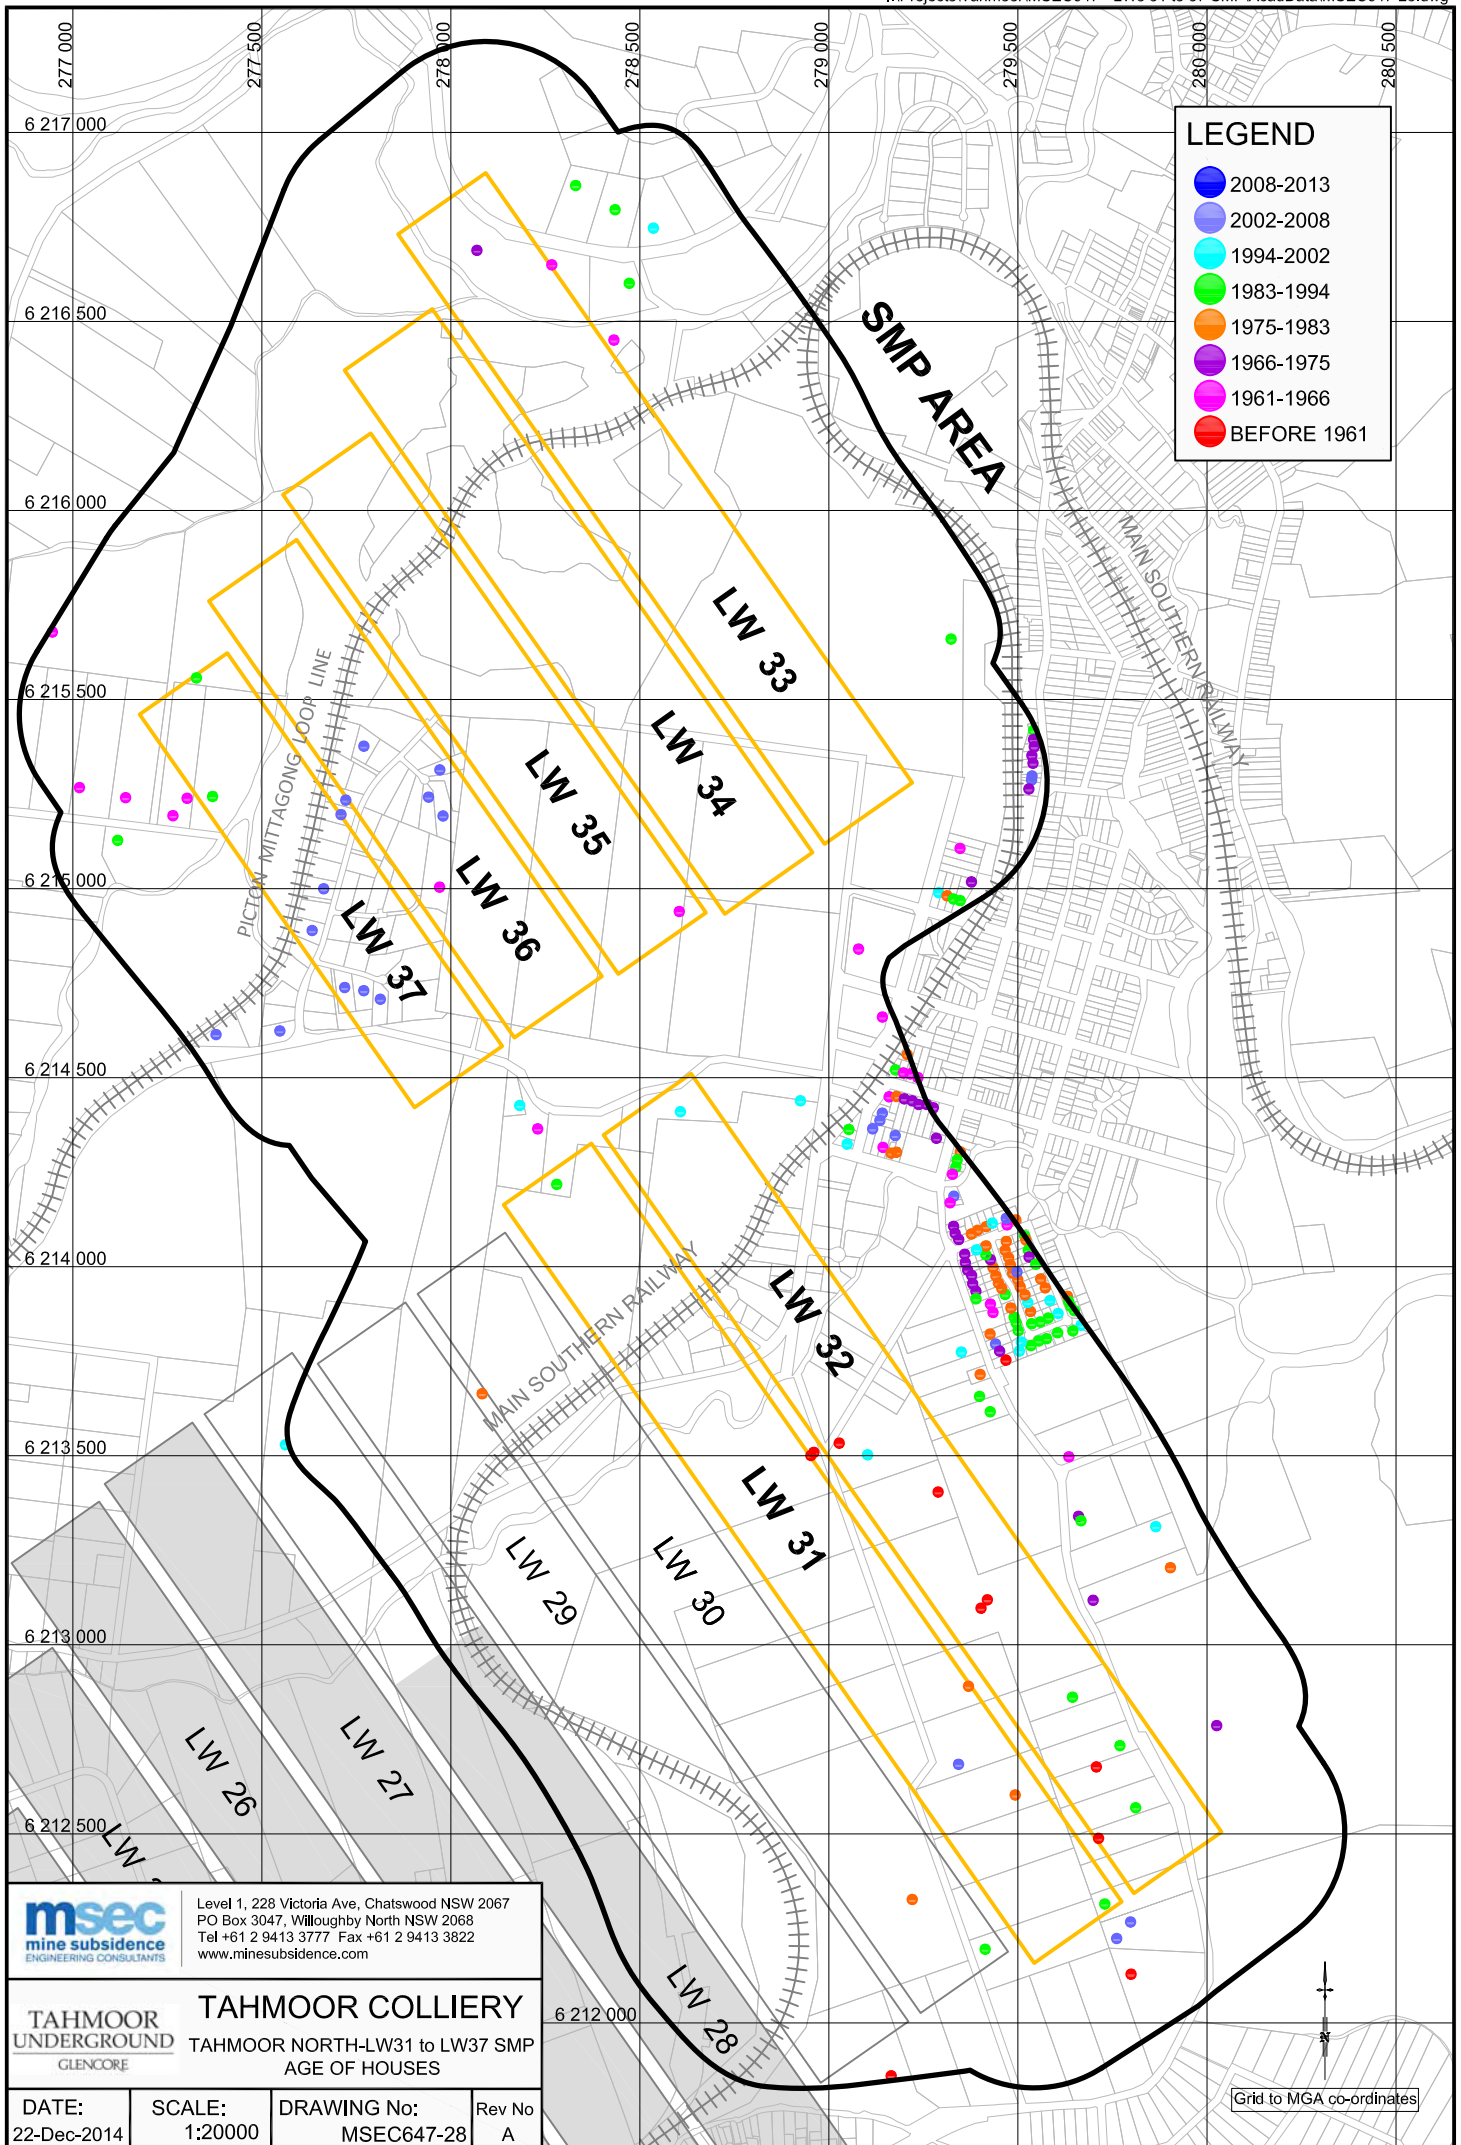 277 000
277 500
278 000
278 500
279 000
279 500
280 000
280 500
6 217 000
6 216 500
6 216 000
6 215 500
6 215 000
6 214 500
6 214 000
6 213 500
6 213 000
6 212 500
6 212 000
LEGEND
2008-2013
2002-2008
1994-2002
1983-1994
1975-1983
1966-1975
1961-1966
BEFORE 1961
SMP AREA
MAIN SOUTHERN RAILWAY
PICTON MITTAGONG LOOP LINE
LW 33
LW 34
LW 35
LW 36
LW 37
MAIN SOUTHERN RAILWAY
LW 32
LW 31
LW 30
LW 29
LW 28
LW 27
LW 26
LW
msec
mine subsidence
ENGINEERING CONSULTANTS
Level 1, 228 Victoria Ave, Chatswood NSW 2067
PO Box 3047, Willoughby North NSW 2068
Tel +61 2 9413 3777 Fax +61 2 9413 3822
www.minesubsidence.com
TAHMOOR
UNDERGROUND
GLENCORE
TAHMOOR COLLIERY
TAHMOOR NORTH-LW31 to LW37 SMP
AGE OF HOUSES
DATE:
22-Dec-2014
SCALE:
1:20000
DRAWING No:
MSEC647-28
Rev No
A
N
Grid to MGA co-ordinates